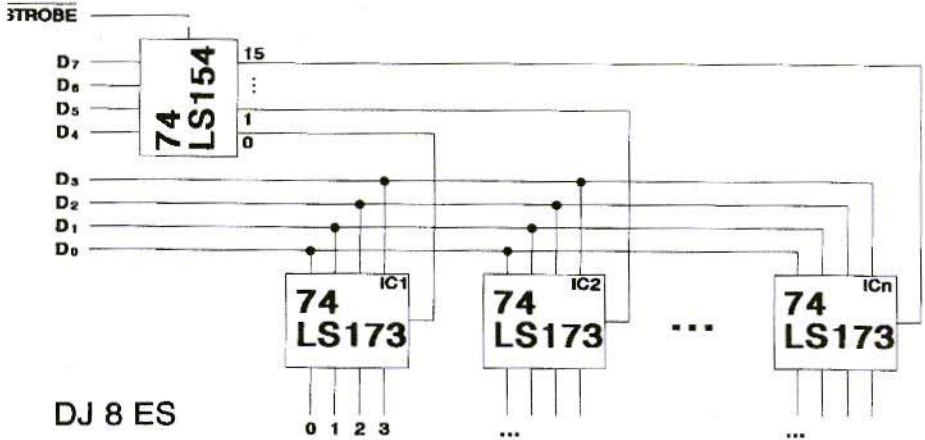 STROBE
D7
D6
D5
D4
74
LS154
15
1
0
D3
D2
D1
D0
IC1
74
LS173
IC2
74
LS173
...
ICn
74
LS173
DJ 8 ES
0 1 2 3
...
...